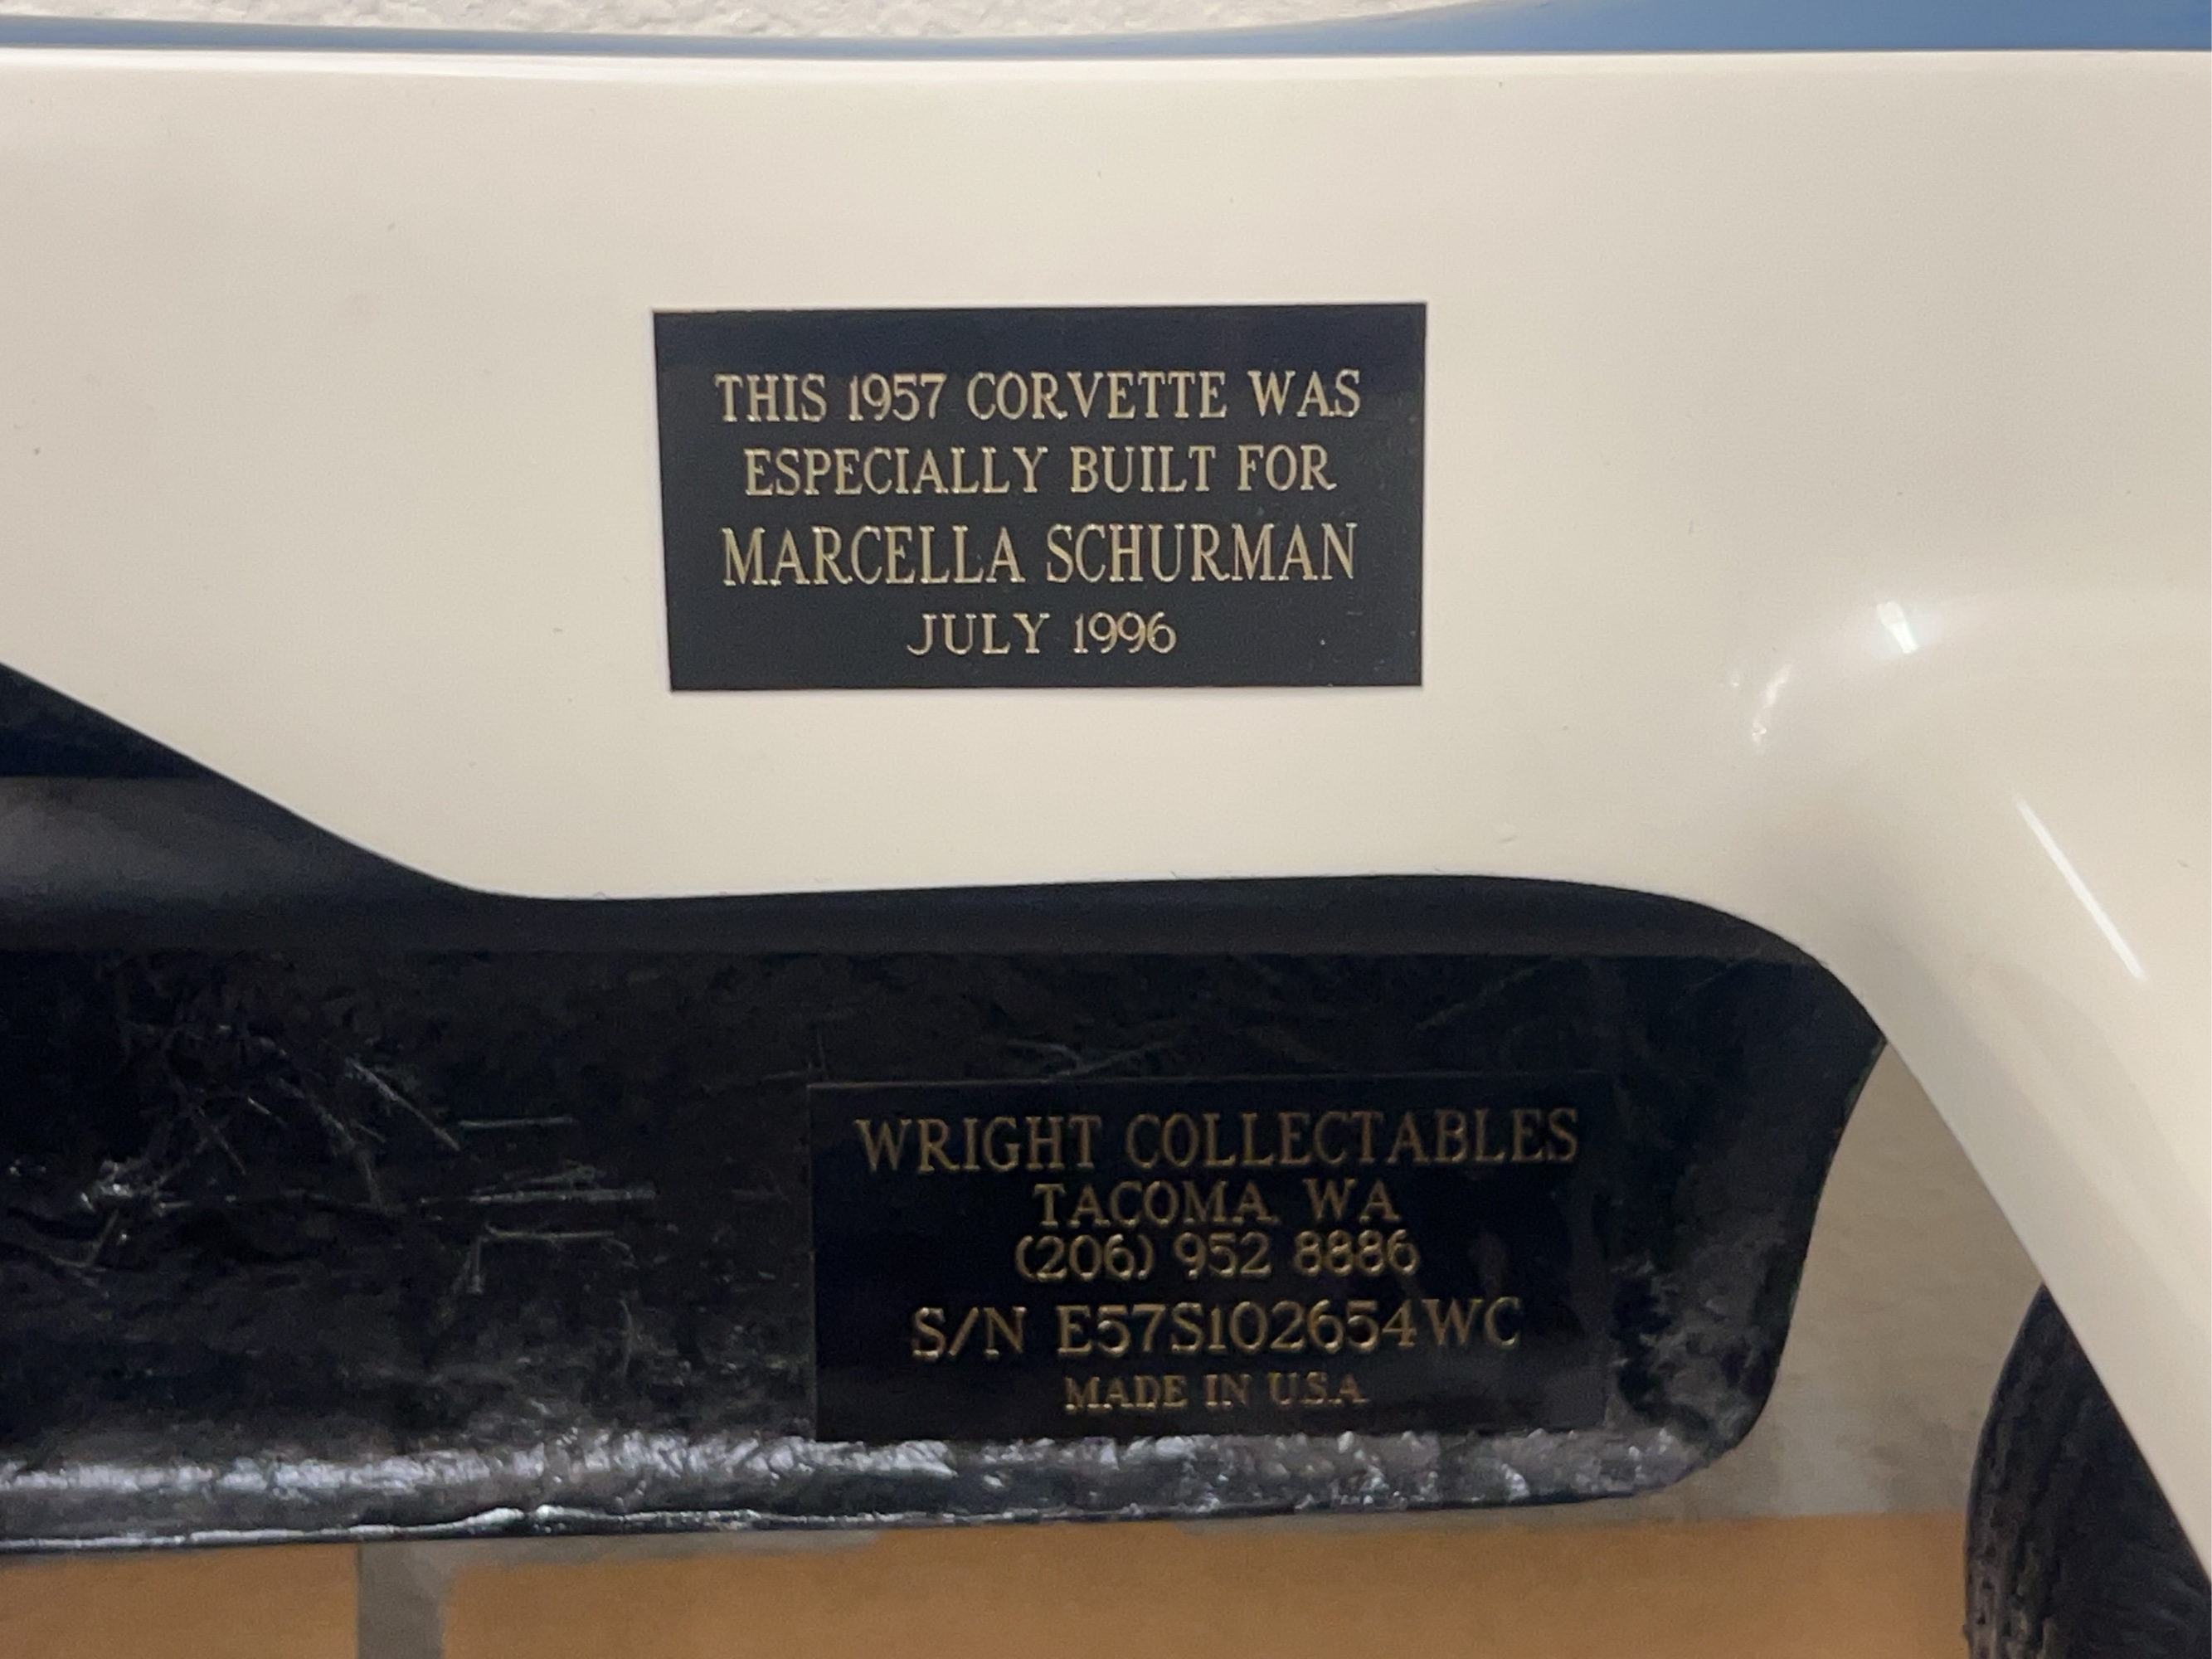 THIS 1957 CORVETTE WAS
ESPECIALLY BUILT FOR
MARCELLA SCHURMAN
JULY 1996
WRIGHT COLLECTABLES
TACOMA WA
(206) 952 8886
S/N E57S102654WC
MADE IN U.S.A